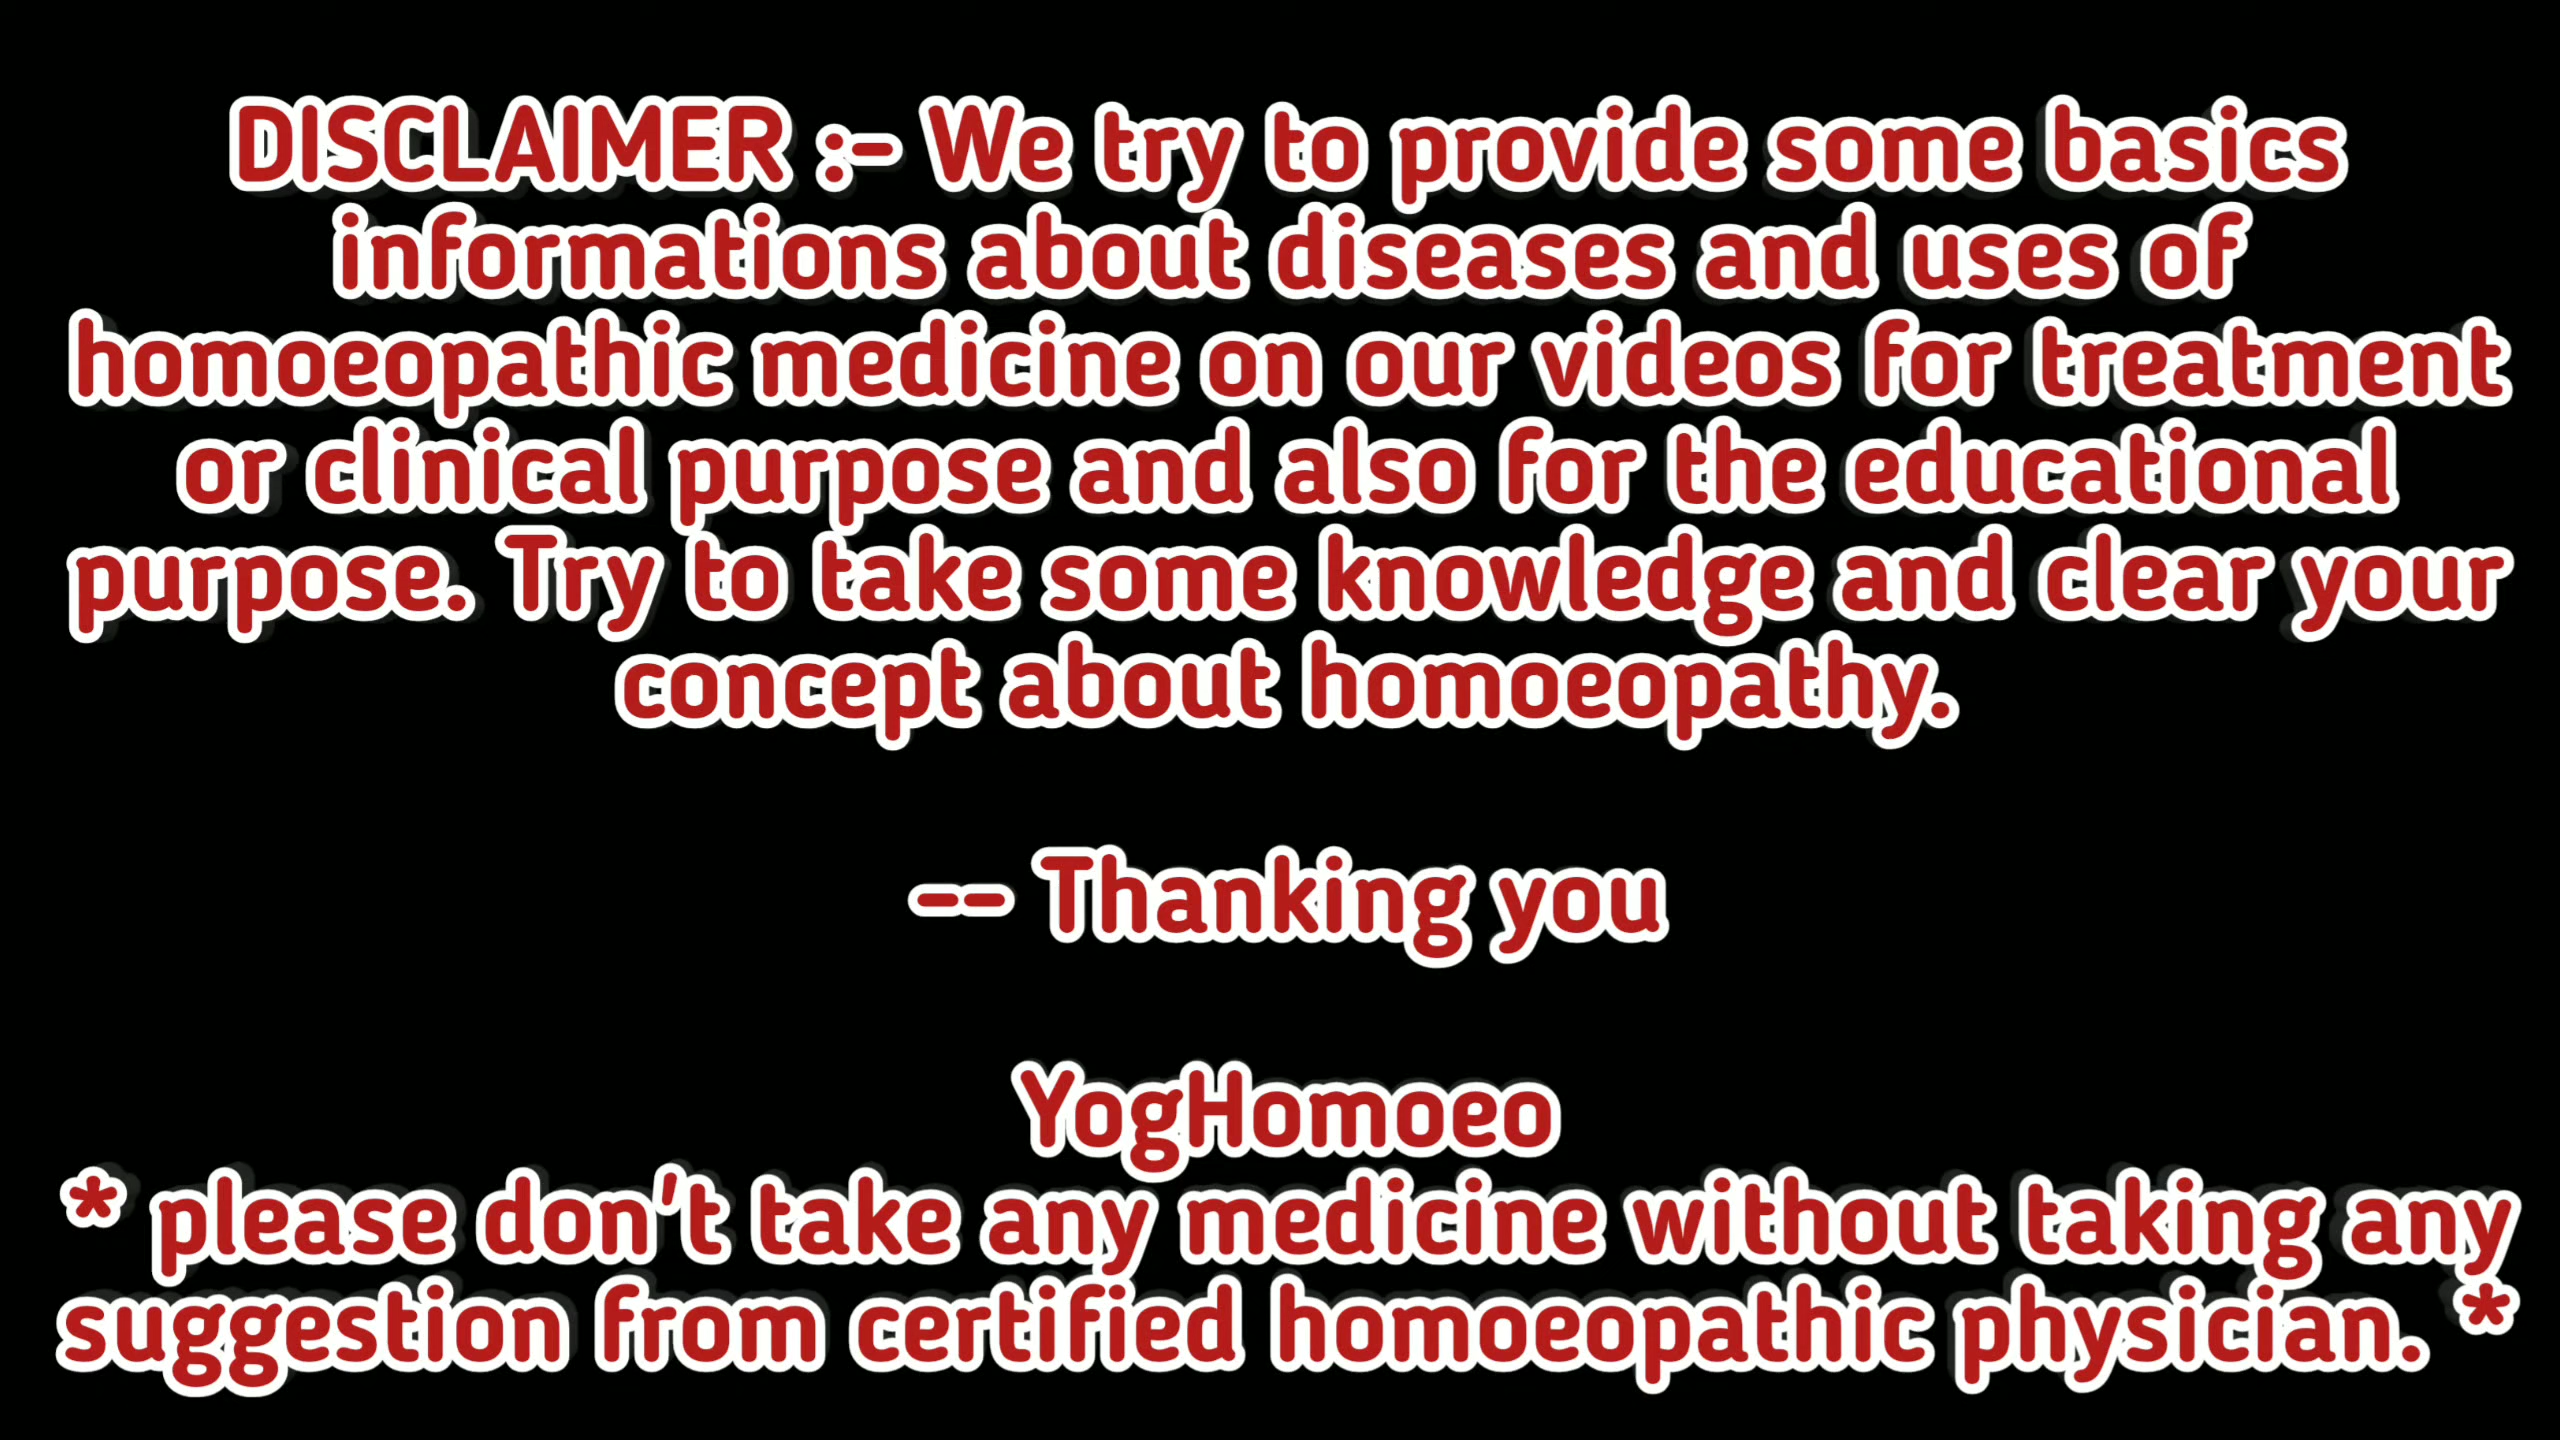 DISCLAIMER :- We try to provide some basics
informations about diseases and uses of
homoeopathic medicine on our videos for treatment
or clinical purpose and also for the educational
purpose. Try to take some knowledge and clear your
concept about homoeopathy.
-- Thanking you
YogHomoeo
* please don't take any medicine without taking any
suggestion from certified homoeopathic physician. *